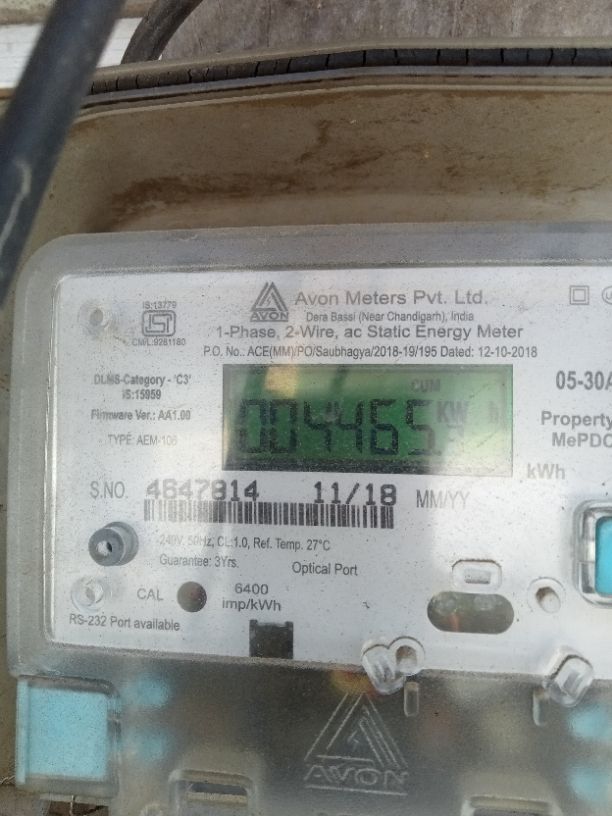 IS:13779
CM/L:9281180
AVON
Avon Meters Pvt. Ltd.
Dera Bassi (Near Chandigarh), India
1-Phase, 2-Wire, ac Static Energy Meter
P.O. No.: ACE(MM)/PO/Saubhagya/2018-19/195 Dated: 12-10-2018
DLMS-Category - 'C3'
IS:15959
Firmware Ver.: AA1.00
TYPE: AEM-106
CUM
004465
KW h
05-30A
Property
MePDC
kWh
S.NO. 4647814 11/18 MM/YY
-240V, 50Hz, CL:1.0, Ref. Temp. 27°C
Guarantee: 3Yrs.
Optical Port
CAL
6400
imp/kWh
RS-232 Port available
AVON